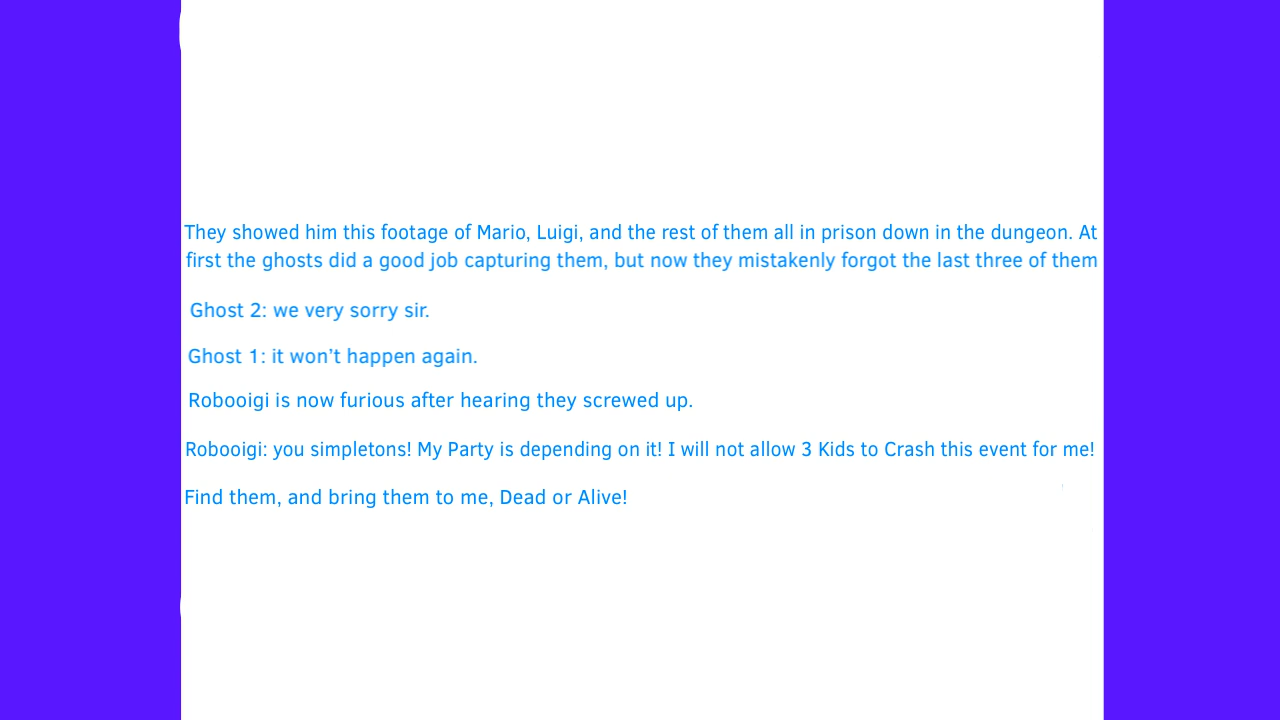 They showed him this footage of Mario, Luigi, and the rest of them all in prison down in the dungeon. At
first the ghosts did a good job capturing them, but now they mistakenly forgot the last three of them
Ghost 2: we very sorry sir.
Ghost 1: it won’t happen again.
Robooigi is now furious after hearing they screwed up.
Robooigi: you simpletons! My Party is depending on it! I will not allow 3 Kids to Crash this event for me!
Find them, and bring them to me, Dead or Alive!